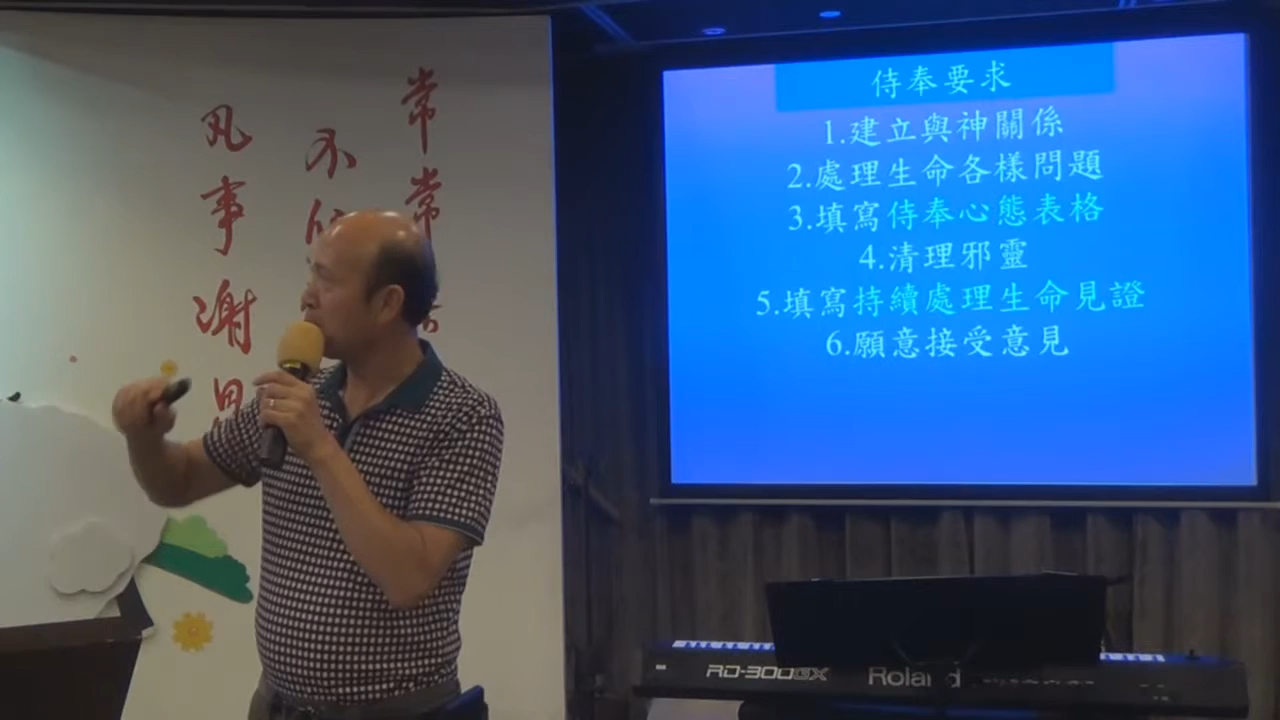 常常
不
凡事謝恩
侍奉要求
1.建立與神關係
2.處理生命各樣問題
3.填寫侍奉心態表格
4.清理邪靈
5.填寫持續處理生命見證
6.願意接受意見
RD-300GX
Roland